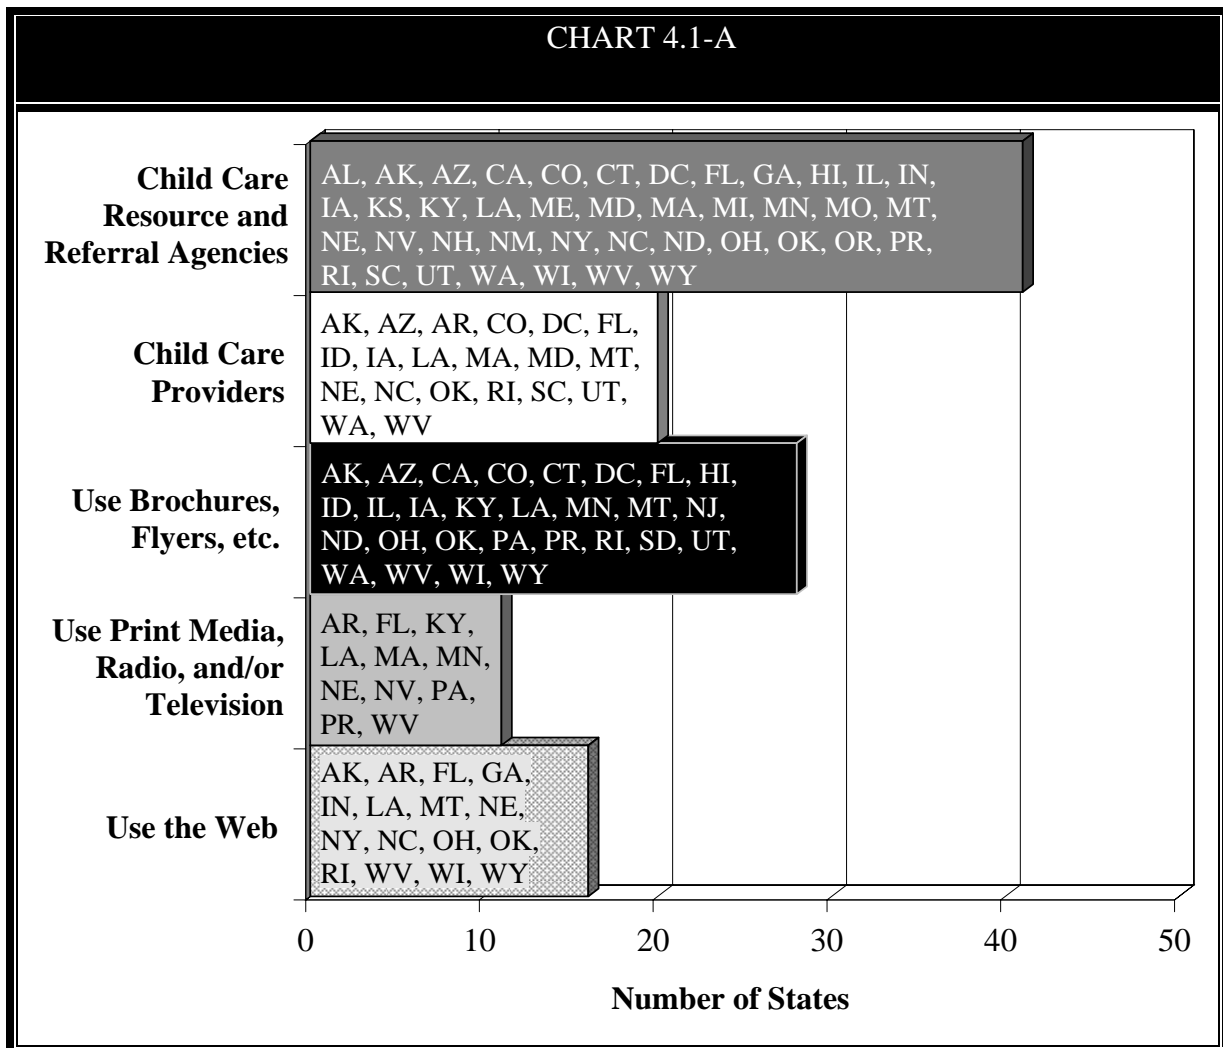 CHART 4.1-A
Child Care
Resource and
Referral Agencies
AL, AK, AZ, CA, CO, CT, DC, FL, GA, HI, IL, IN,
IA, KS, KY, LA, ME, MD, MA, MI, MN, MO, MT,
NE, NV, NH, NM, NY, NC, ND, OH, OK, OR, PR,
RI, SC, UT, WA, WI, WV, WY
Child Care
Providers
AK, AZ, AR, CO, DC, FL,
ID, IA, LA, MA, MD, MT,
NE, NC, OK, RI, SC, UT,
WA, WV
Use Brochures,
Flyers, etc.
AK, AZ, CA, CO, CT, DC, FL, HI,
ID, IL, IA, KY, LA, MN, MT, NJ,
ND, OH, OK, PA, PR, RI, SD, UT,
WA, WV, WI, WY
Use Print Media,
Radio, and/or
Television
AR, FL, KY,
LA, MA, MN,
NE, NV, PA,
PR, WV
Use the Web
AK, AR, FL, GA,
IN, LA, MT, NE,
NY, NC, OH, OK,
RI, WV, WI, WY
0 10 20 30 40 50
Number of States